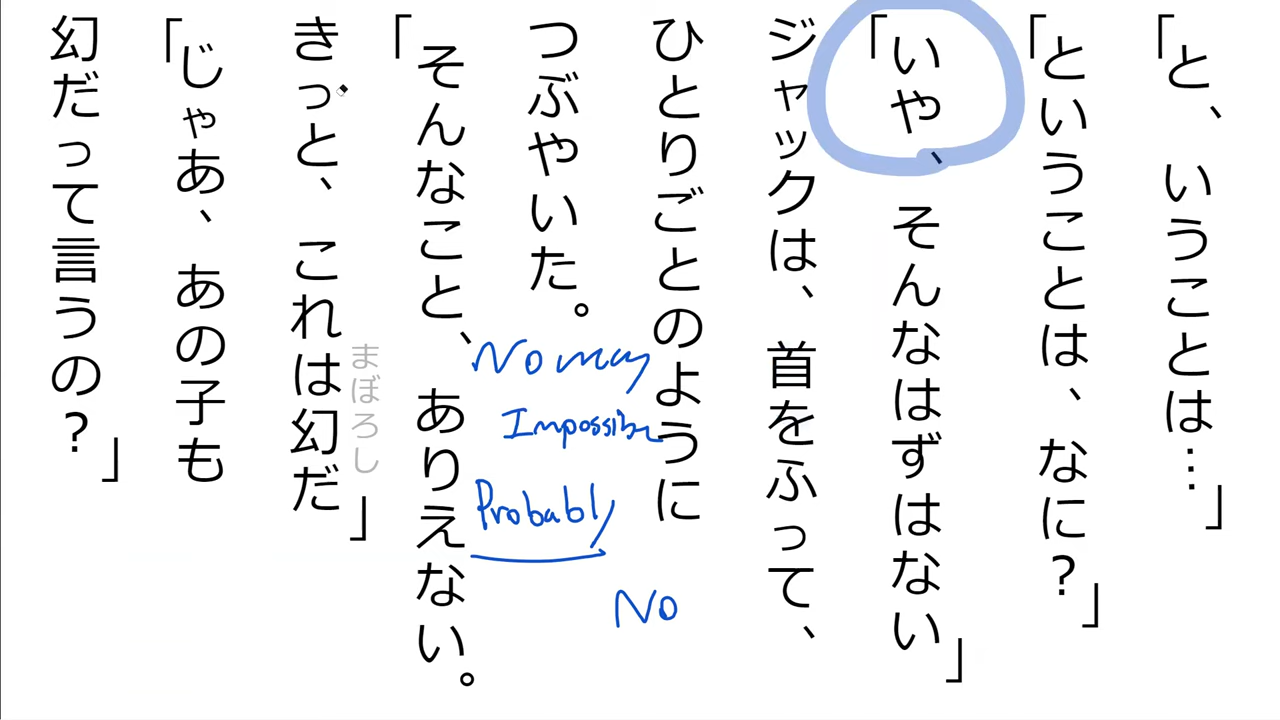 「と、いうことは…」
「ということは、なに？」
「いや、そんなはずはない」
ジャックは、首をふって、
ひとりごとのように
つぶやいた。
「そんなこと、ありえない。
きっと、これは幻だ」
まぼろし
「じゃあ、あの子も
幻だって言うの？」
No way
Impossible
Probably
No